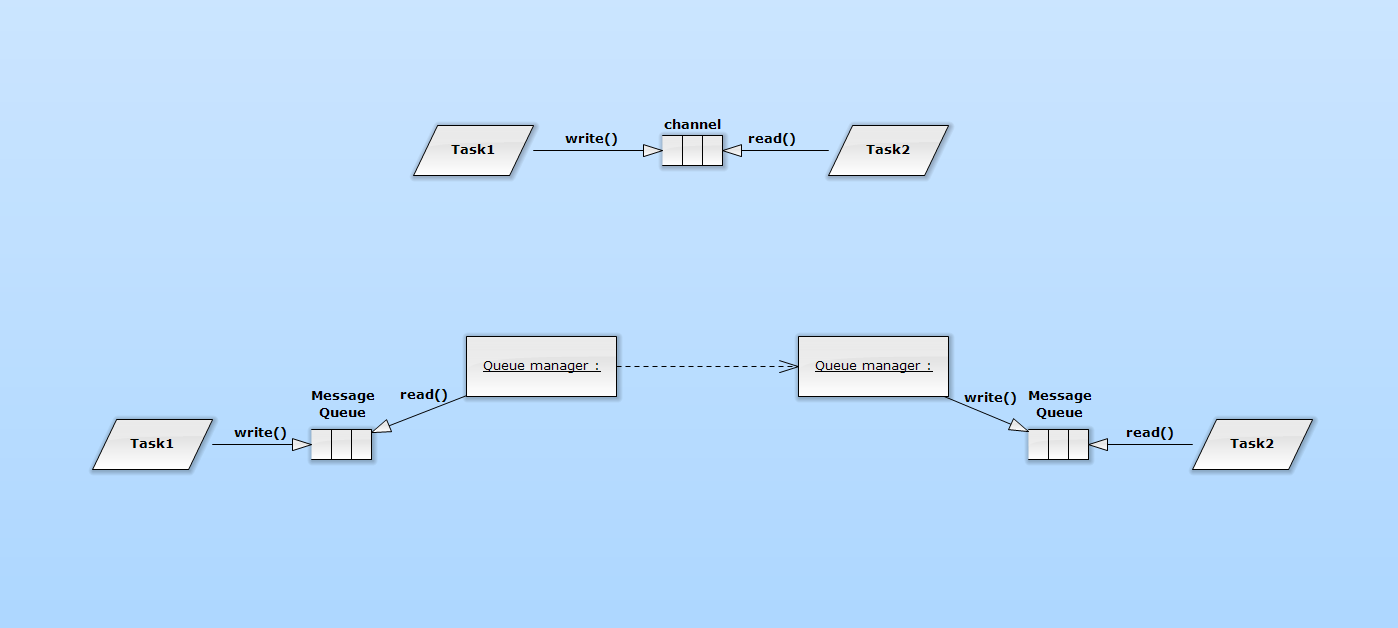 channel
write()
read()
Task1
Task2
Queue manager :
Queue manager :
Message
Queue
read()
write()
Message
Queue
Task1
write()
read()
Task2